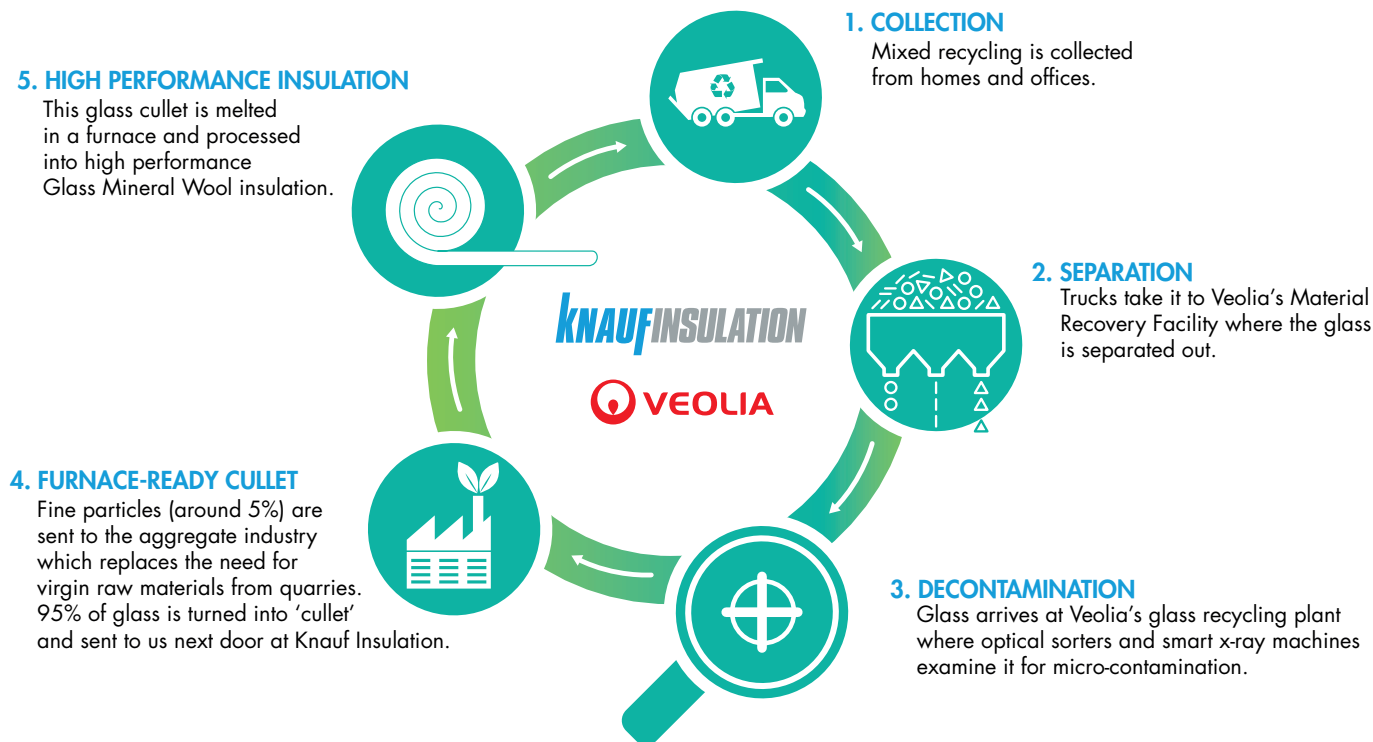 1. COLLECTION
Mixed recycling is collected
from homes and offices.
2. SEPARATION
Trucks take it to Veolia's Material
Recovery Facility where the glass
is separated out.
3. DECONTAMINATION
Glass arrives at Veolia's glass recycling plant
where optical sorters and smart x-ray machines
examine it for micro-contamination.
4. FURNACE-READY CULLET
Fine particles (around 5%) are
sent to the aggregate industry
which replaces the need for
virgin raw materials from quarries.
95% of glass is turned into ‘cullet’
and sent to us next door at Knauf Insulation.
5. HIGH PERFORMANCE INSULATION
This glass cullet is melted
in a furnace and processed
into high performance
Glass Mineral Wool insulation.
KNAUFINSULATION
VEOLIA